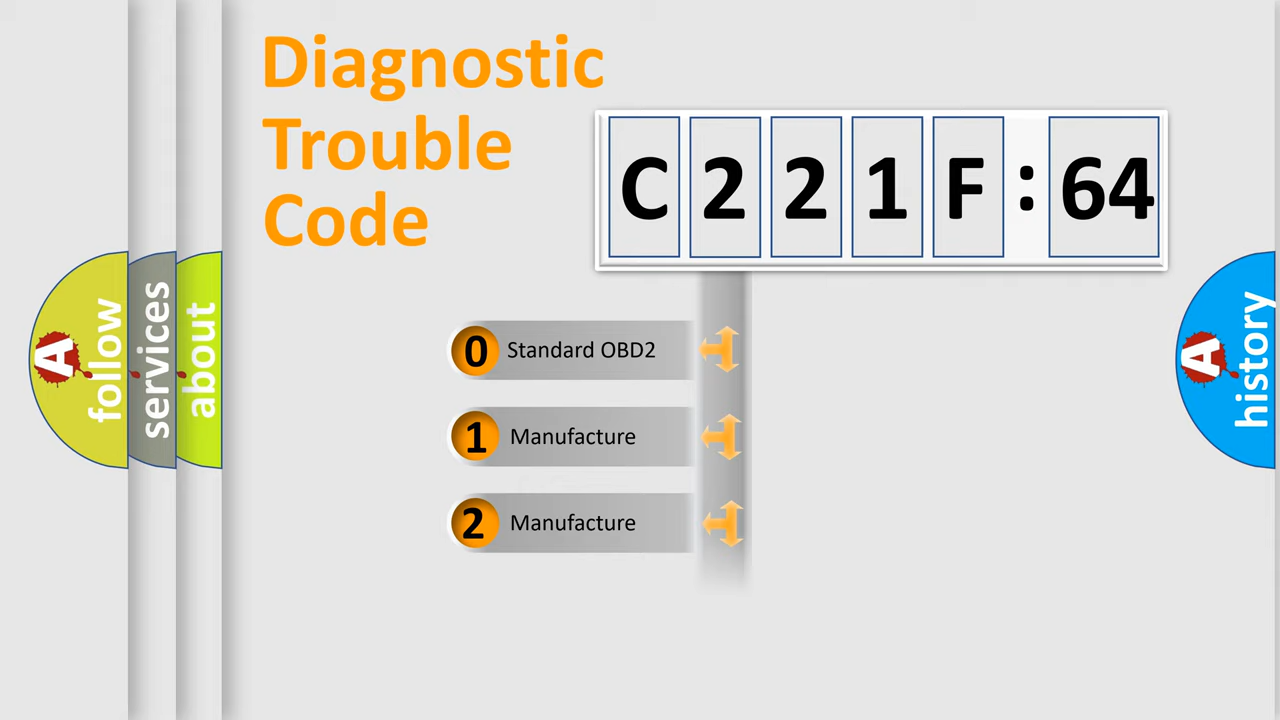 Diagnostic
Trouble
Code
C 2 2 1 F : 64
0 Standard OBD2
1 Manufacture
2 Manufacture
A follow
services
about
A history